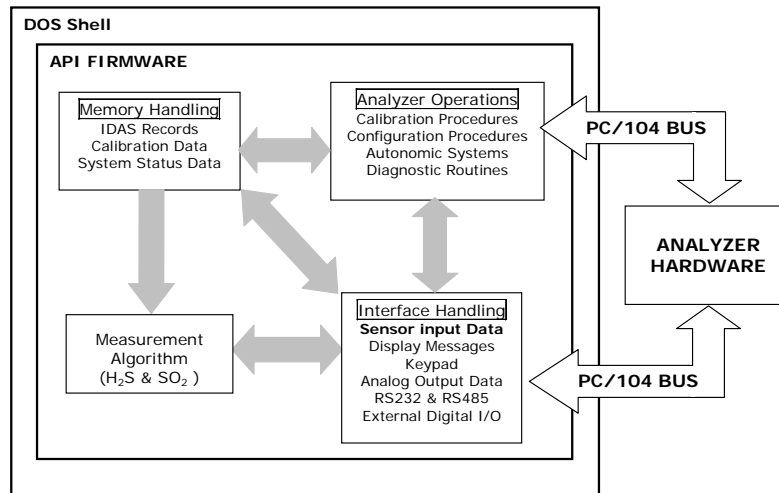 DOS Shell
API FIRMWARE
Memory Handling
IDAS Records
Calibration Data
System Status Data
Analyzer Operations
Calibration Procedures
Configuration Procedures
Autonomic Systems
Diagnostic Routines
PC/104 BUS
ANALYZER
HARDWARE
Measurement
Algorithm
(H₂S & SO₂ )
Interface Handling
Sensor input Data
Display Messages
Keypad
Analog Output Data
RS232 & RS485
External Digital I/O
PC/104 BUS